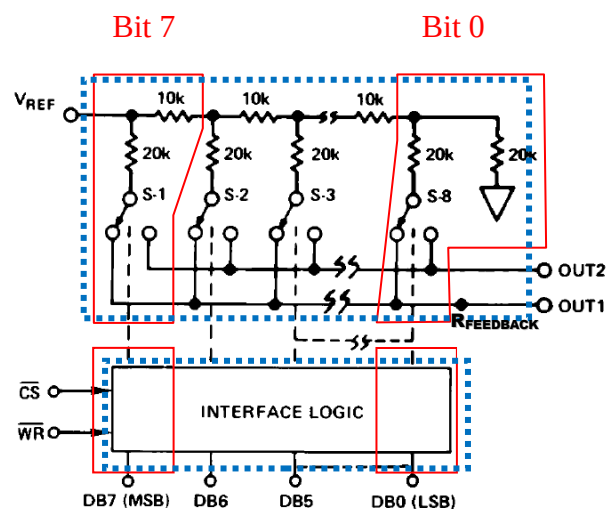 Bit 7
Bit 0
VREF
10k
10k
10k
20k
20k
20k
20k
20k
S-1
S-2
S-3
S-8
OUT2
OUT1
RFEEDBACK
CS
INTERFACE LOGIC
WR
DB7 (MSB)
DB6
DB5
DB0 (LSB)